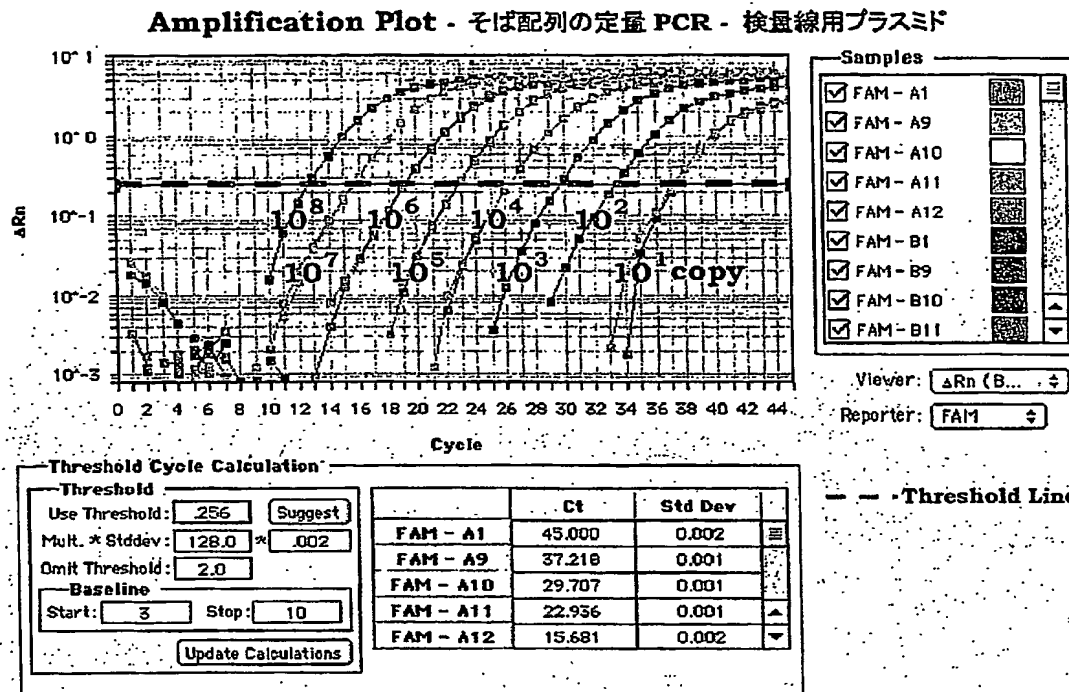 Amplification Plot - そば配列の定量 PCR - 検量線用プラスミド
10^1
10^0
10^-1
10^-2
10^-3
ΔRn
10^8
10^7
10^6
10^5
10^4
10^3
10^2
10^1 copy
0 2 4 6 8 10 12 14 16 18 20 22 24 26 28 30 32 34 36 38 40 42 44
Cycle
Samples
FAM - A1
FAM - A9
FAM - A10
FAM - A11
FAM - A12
FAM - B1
FAM - B9
FAM - B10
FAM - B11
Viewer: ΔRn (B...
Reporter: FAM
Threshold Line
Threshold Cycle Calculation
Threshold
Use Threshold: .256 Suggest
Mult. * Stddev: 128.0 * .002
Omit Threshold: 2.0
Baseline
Start: 3 Stop: 10
Update Calculations
Ct Std Dev
FAM - A1 45.000 0.002
FAM - A9 37.218 0.001
FAM - A10 29.707 0.001
FAM - A11 22.936 0.001
FAM - A12 15.681 0.002